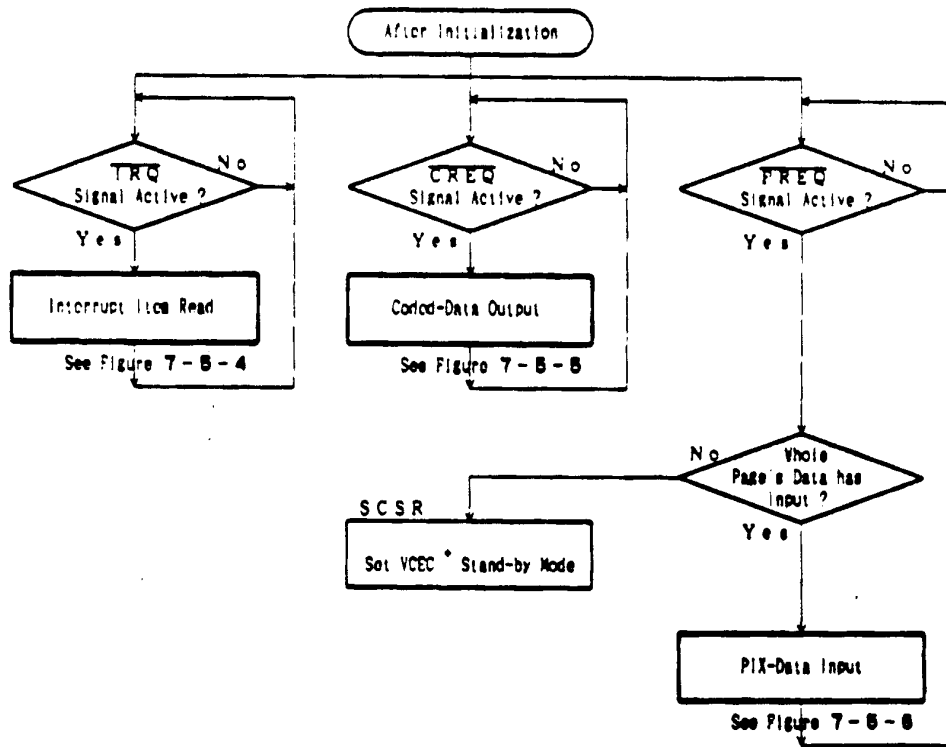 After Initialization
IRQ
Signal Active ?
No
Yes
Interrupt Item Read
See Figure 7-5-4
CREQ
Signal Active ?
No
Yes
Coded-Data Output
See Figure 7-5-5
FREQ
Signal Active ?
No
Yes
Whole
Page's Data has
Input ?
No
Yes
SCSR
Set VCEC * Stand-by Mode
PIX-Data Input
See Figure 7-5-6